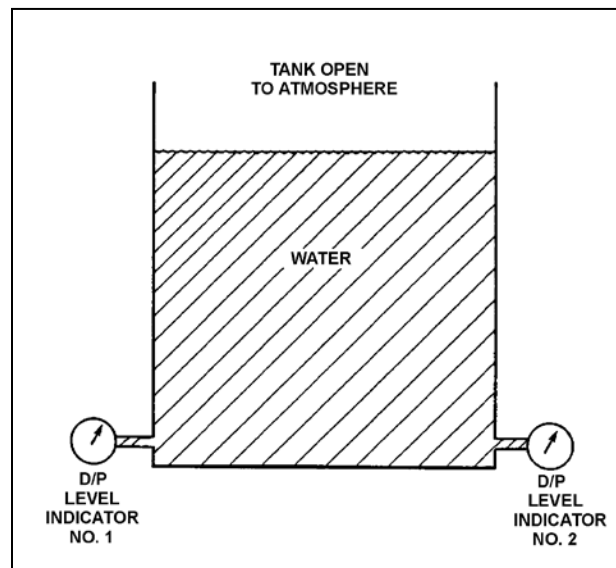 TANK OPEN
TO ATMOSPHERE
WATER
D/P
LEVEL
INDICATOR
NO. 1
D/P
LEVEL
INDICATOR
NO. 2